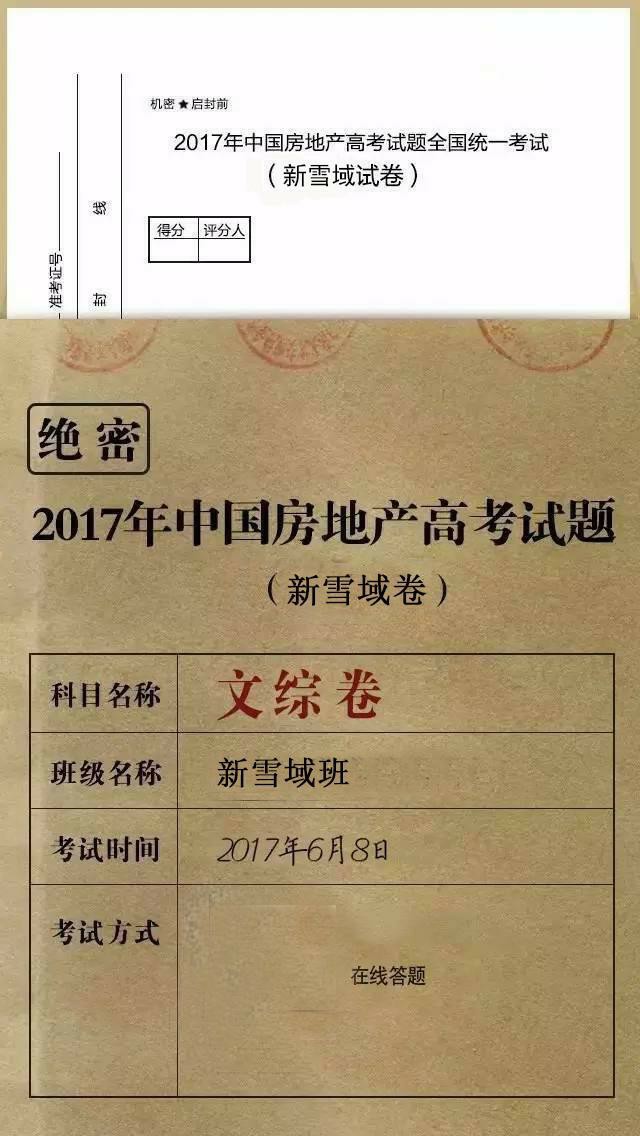 机密★启封前
2017年中国房地产高考试题全国统一考试
（新雪域试卷）
得分 评分人
线
封
准考证号
绝密
2017年中国房地产高考试题
（新雪域卷）
科目名称 文综卷
班级名称 新雪域班
考试时间 2017年6月8日
考试方式 在线答题